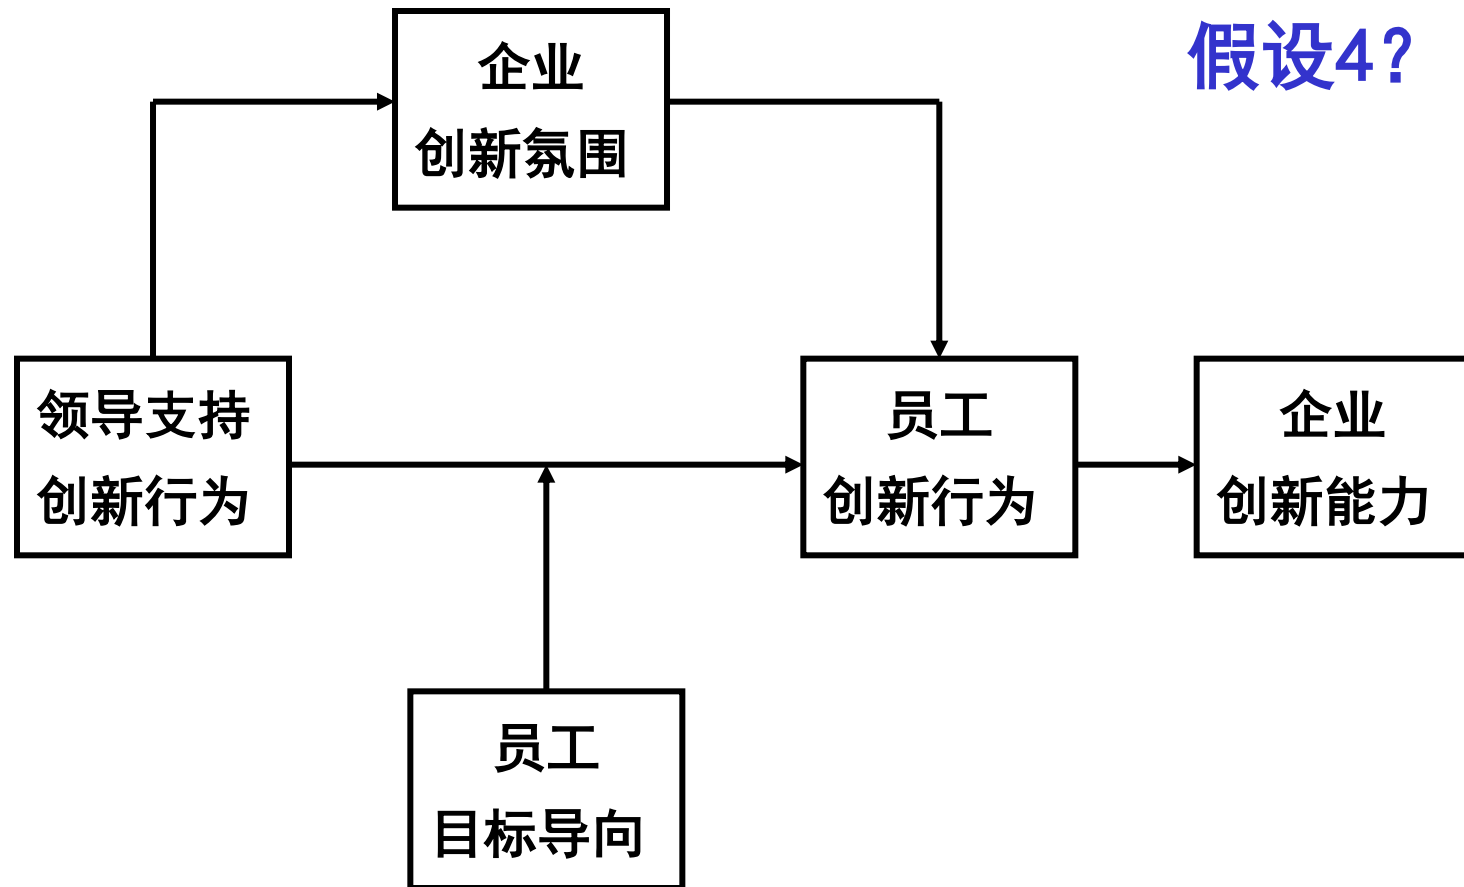 假设4?
企业
创新氛围
领导支持
创新行为
员工
创新行为
企业
创新能力
员工
目标导向